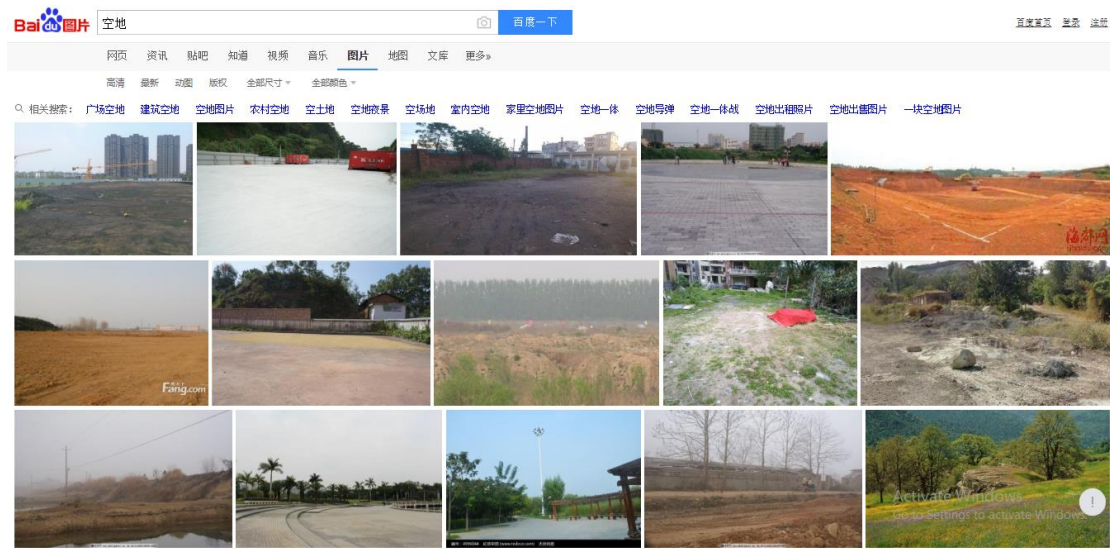 Bai du 图片 空地 百度一下 百度首页 登录 注册
网页 资讯 贴吧 知道 视频 音乐 图片 地图 文库 更多»
高清 最新 动图 版权 全部尺寸 全部颜色
相关搜索: 广场空地 建筑空地 空地图片 农村空地 空土地 空地夜景 空场地 室内空地 家里空地图片 空地一体 空地导弹 空地一体战 空地出租照片 空地出售图片 一块空地图片
海都网
Fang.com
Activate Windows
Go to Settings to activate Windows.